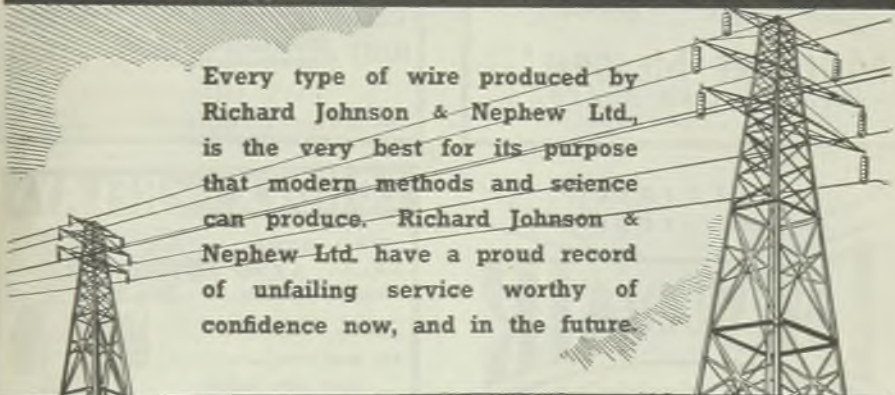 Every type of wire produced by
Richard Johnson & Nephew Ltd.,
is the very best for its purpose
that modern methods and science
can produce. Richard Johnson &
Nephew Ltd. have a proud record
of unfailing service worthy of
confidence now, and in the future.